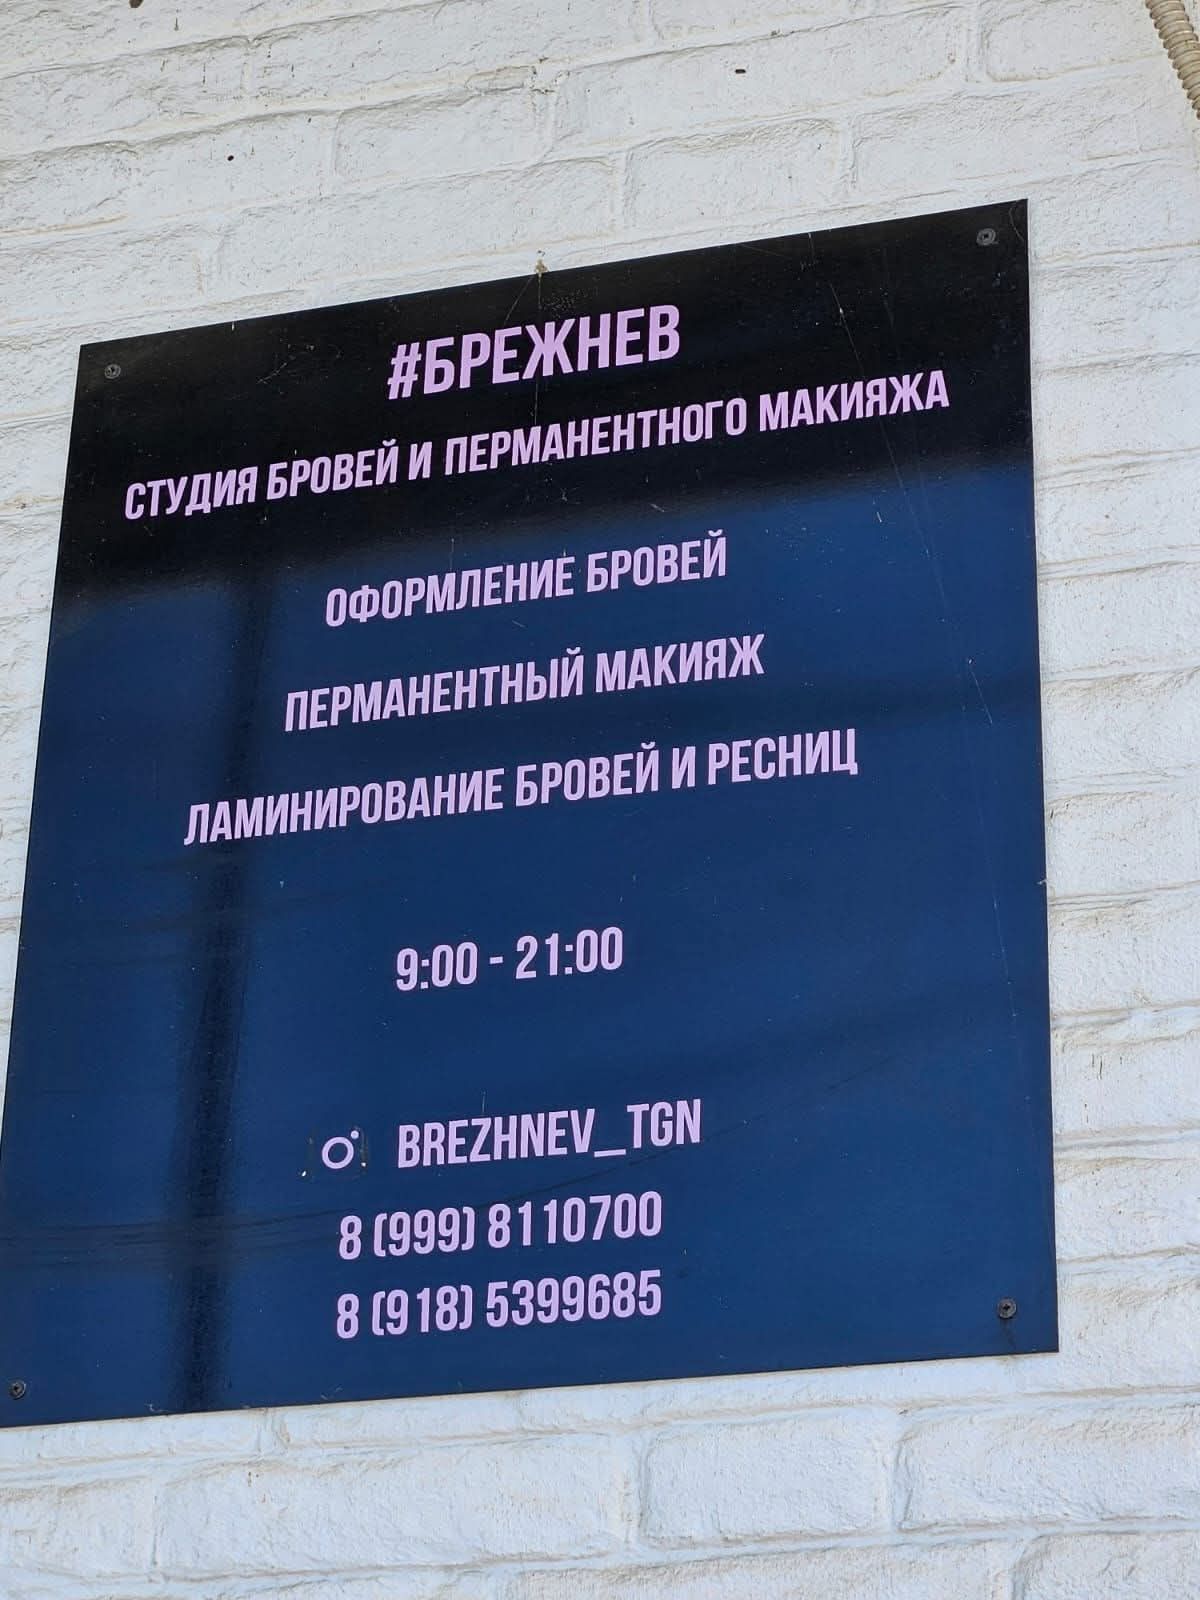 #БРЕЖНЕВ
СТУДИЯ БРОВЕЙ И ПЕРМАНЕНТНОГО МАКИЯЖА
ОФОРМЛЕНИЕ БРОВЕЙ
ПЕРМАНЕНТНЫЙ МАКИЯЖ
ЛАМИНИРОВАНИЕ БРОВЕЙ И РЕСНИЦ
9:00 - 21:00
BREZHNEV_TGN
8 (999) 8110700
8 (918) 5399685